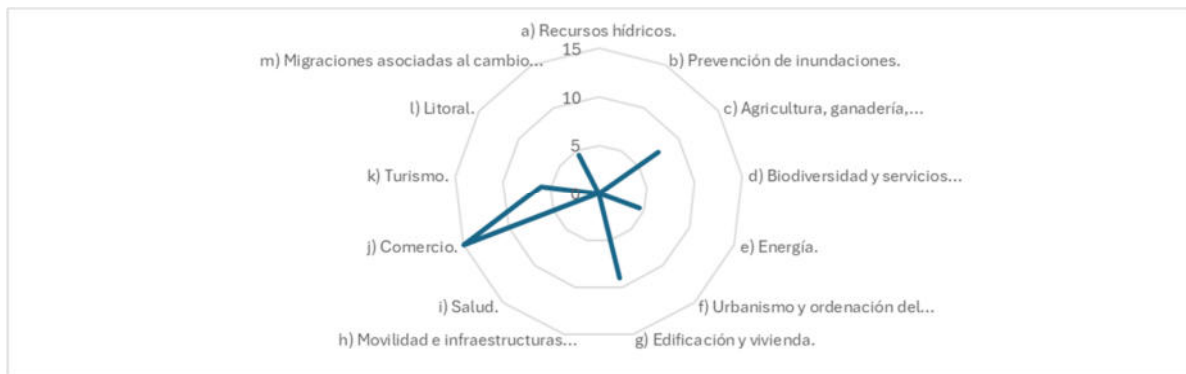 a) Recursos hídricos.
15
m) Migraciones asociadas al cambio...
b) Prevención de inundaciones.
10
l) Litoral.
c) Agricultura, ganadería,...
5
k) Turismo.
0
d) Biodiversidad y servicios...
j) Comercio.
e) Energía.
i) Salud.
f) Urbanismo y ordenación del...
h) Movilidad e infraestructuras...
g) Edificación y vivienda.